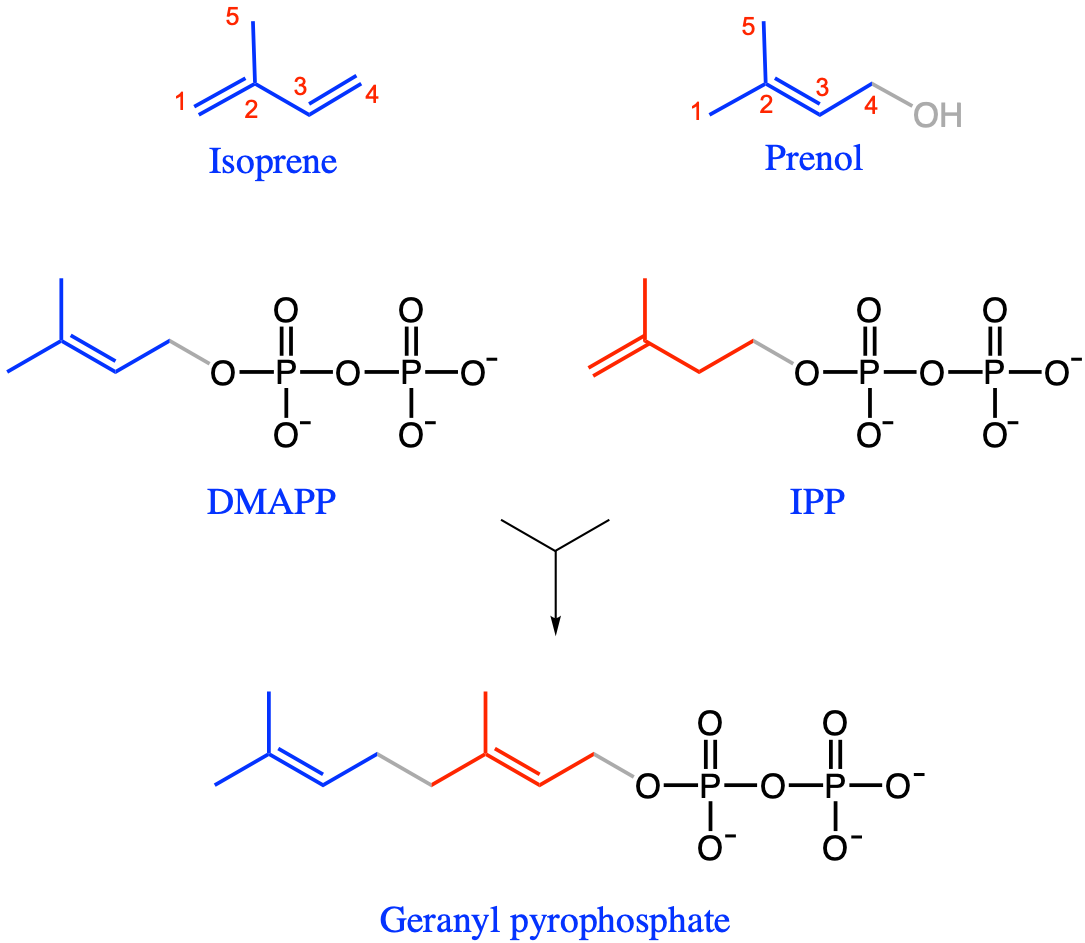 5 5
1 2 3 4 1 2 3 4 OH
Isoprene Prenol
O O O O
O P O P O⁻ O P O P O⁻
O⁻ O⁻ O⁻ O⁻
DMAPP IPP
O O
O P O P O⁻
O⁻ O⁻
Geranyl pyrophosphate